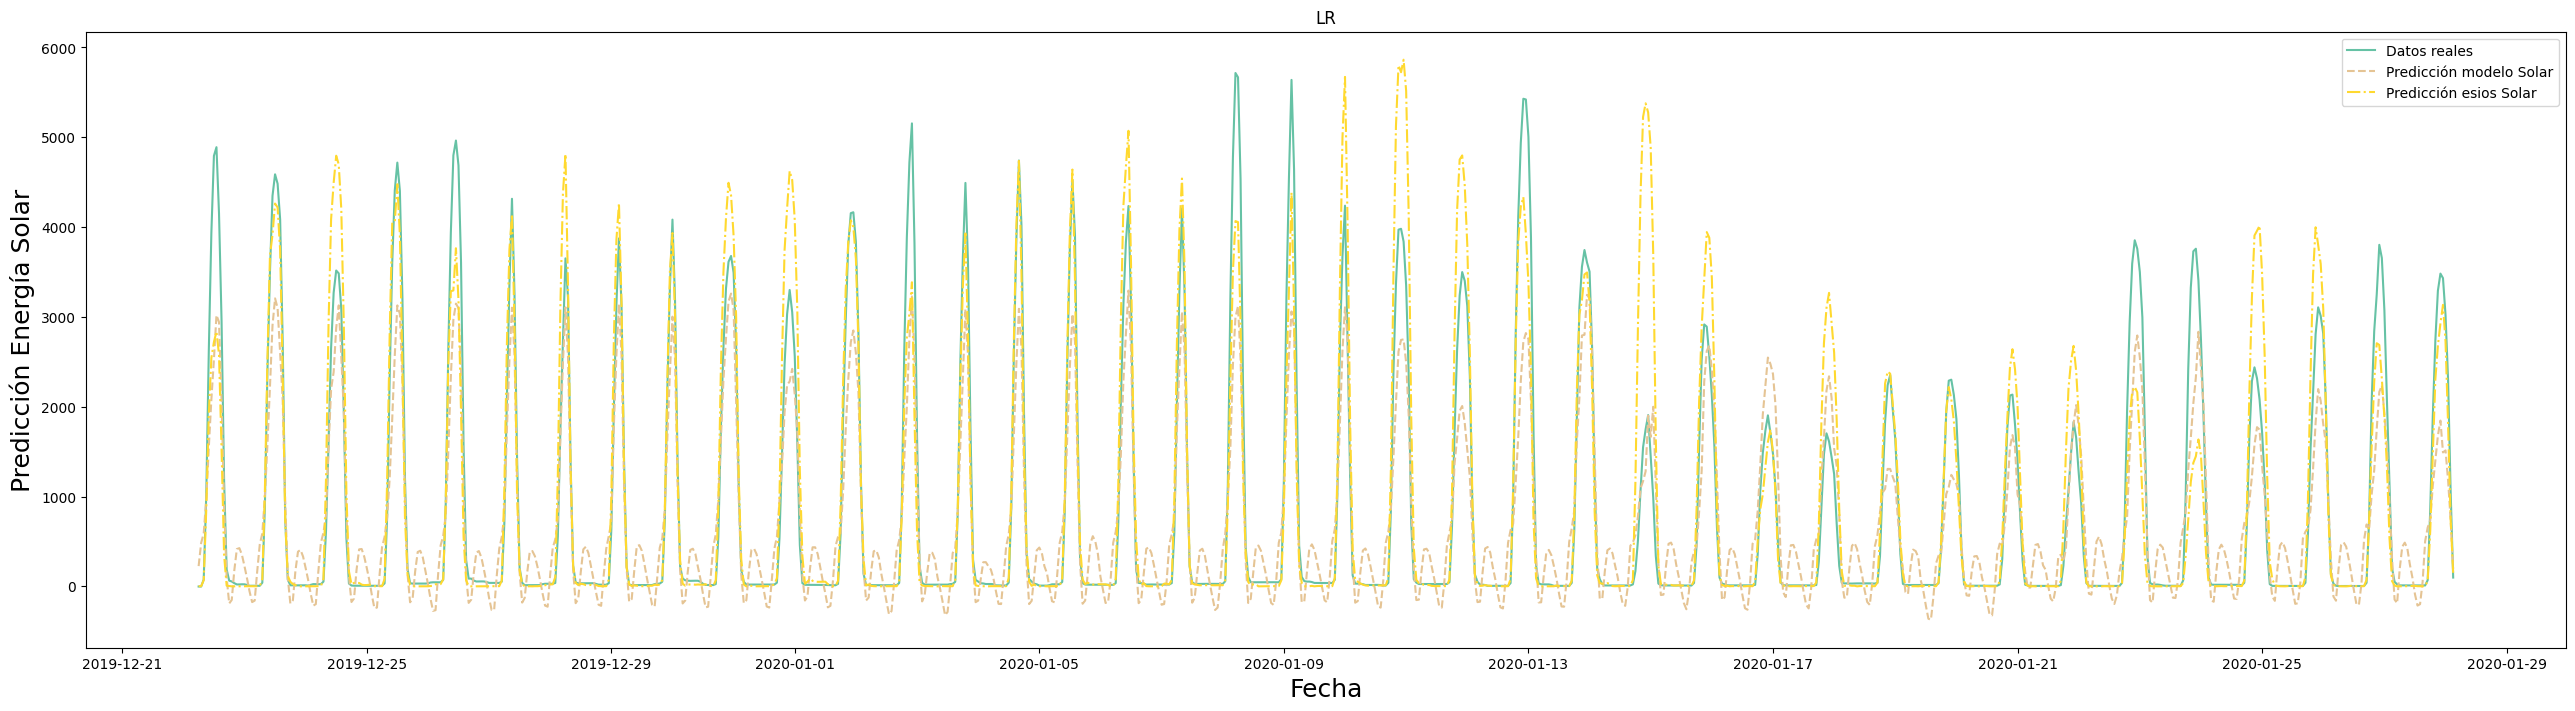 LR
Datos reales
Predicción modelo Solar
Predicción esios Solar
Predicción Energía Solar
6000
5000
4000
3000
2000
1000
0
2019-12-21 2019-12-25 2019-12-29 2020-01-01 2020-01-05 2020-01-09 2020-01-13 2020-01-17 2020-01-21 2020-01-25 2020-01-29
Fecha